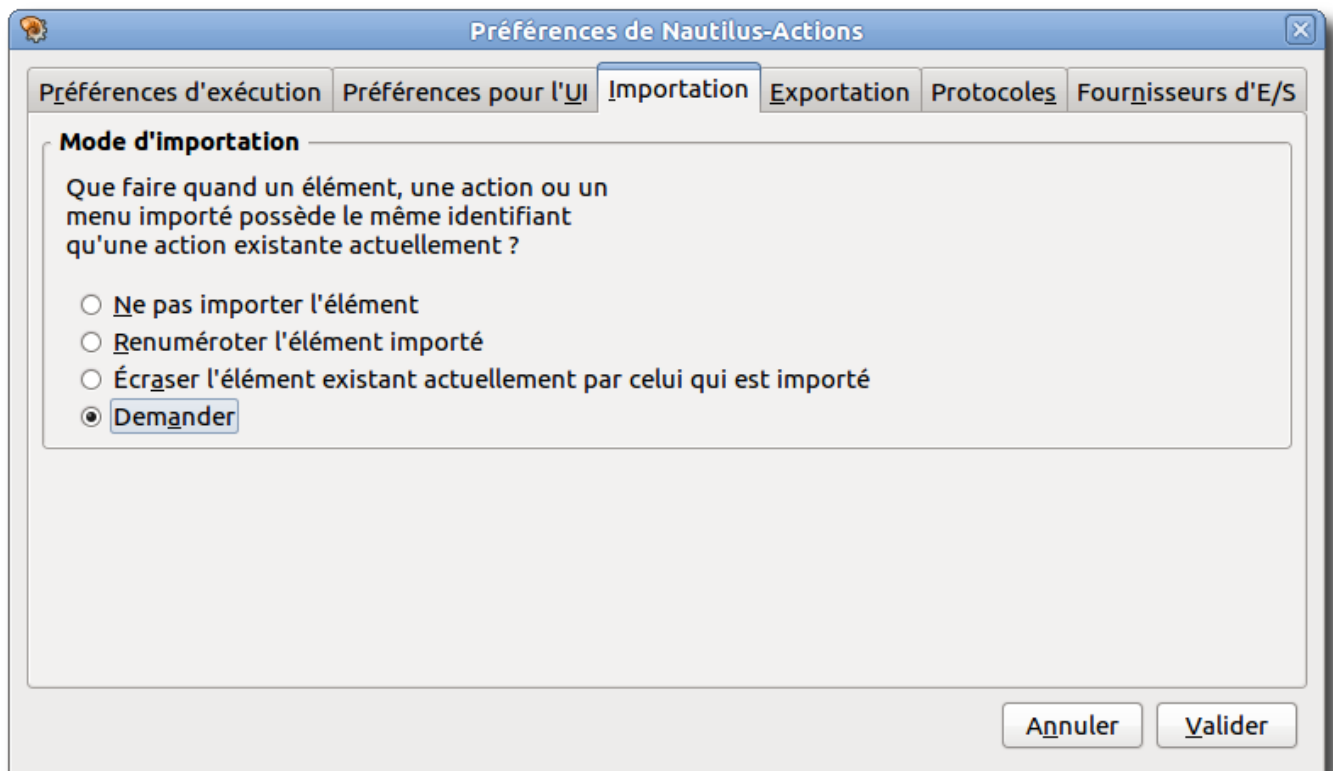 Préférences de Nautilus-Actions
Préférences d'exécution
Préférences pour l'UI
Importation
Exportation
Protocoles
Fournisseurs d'E/S
Mode d'importation
Que faire quand un élément, une action ou un
menu importé possède le même identifiant
qu'une action existante actuellement ?
Ne pas importer l'élément
Renuméroter l'élément importé
Écraser l'élément existant actuellement par celui qui est importé
Demander
Annuler
Valider